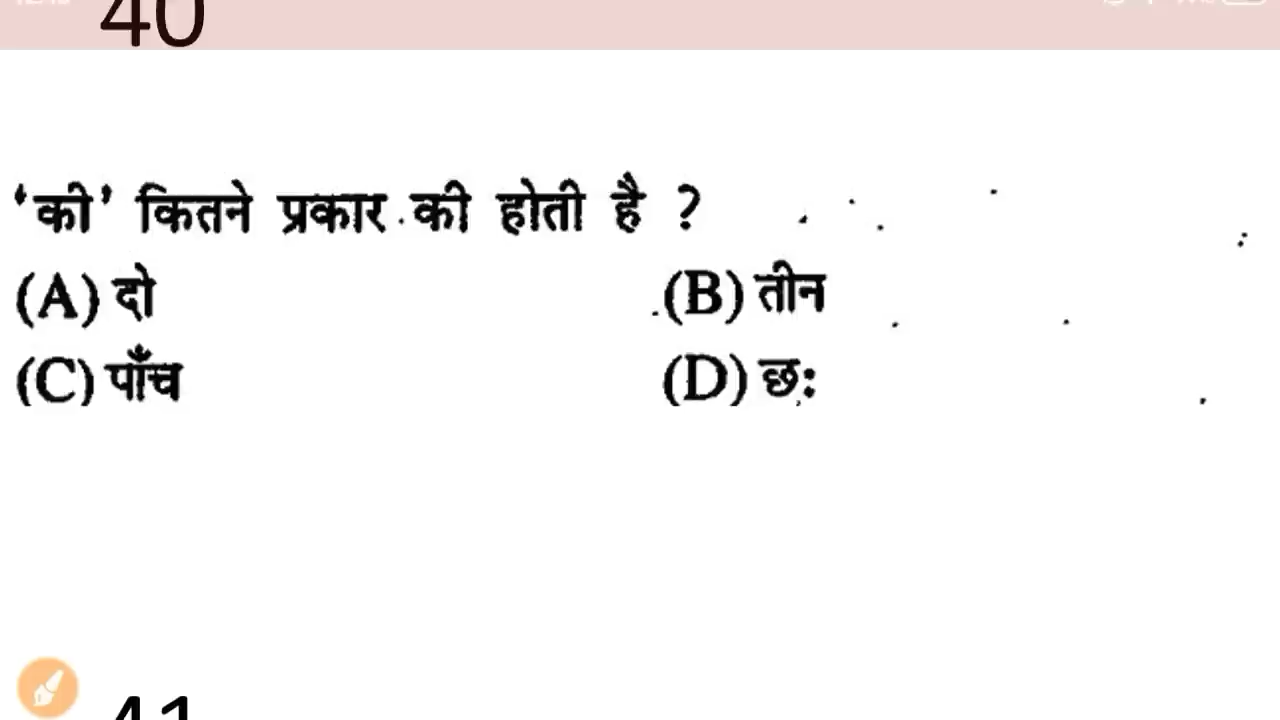 40
'की' कितने प्रकार की होती है ?
(A) दो (B) तीन
(C) पाँच (D) छः
41